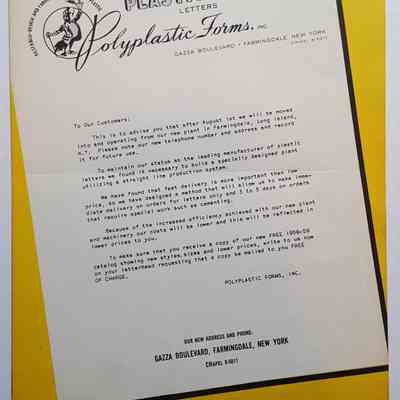 PLASTIC
LETTERS
Polyplastic Forms, INC.
GAZZA BOULEVARD • FARMINGDALE, NEW YORK
To Our Customers:
This is to advise you that after August 1st we will be moved
into and operating from our new plant in Farmingdale, Long Island,
N.Y. Please note our new telephone number and address and record
it for future use.
To maintain our status as the leading manufacturer of plastic
letters we found it necessary to build a specially designed plant
utilizing a straight line production system.
We have found that fast delivery is more important than low
price, so we have designed a method that will allow us to make imme-
diate delivery on orders for letters only and 3 to 5 days on orders
that require special work such as cementing.
Because of the increased efficiency achieved with our new plant
and machinery our costs will be lower and this will be reflected in
lower prices to you.
To make sure that you receive a copy of our new FREE 1958-59
catalog showing new styles, sizes and lower prices, write to us now
on your letterhead requesting that a copy be mailed to you FREE
OF CHARGE.
POLYPLASTIC FORMS, INC.
OUR NEW ADDRESS AND PHONE:
GAZZA BOULEVARD, FARMINGDALE, NEW YORK
CHAPEL